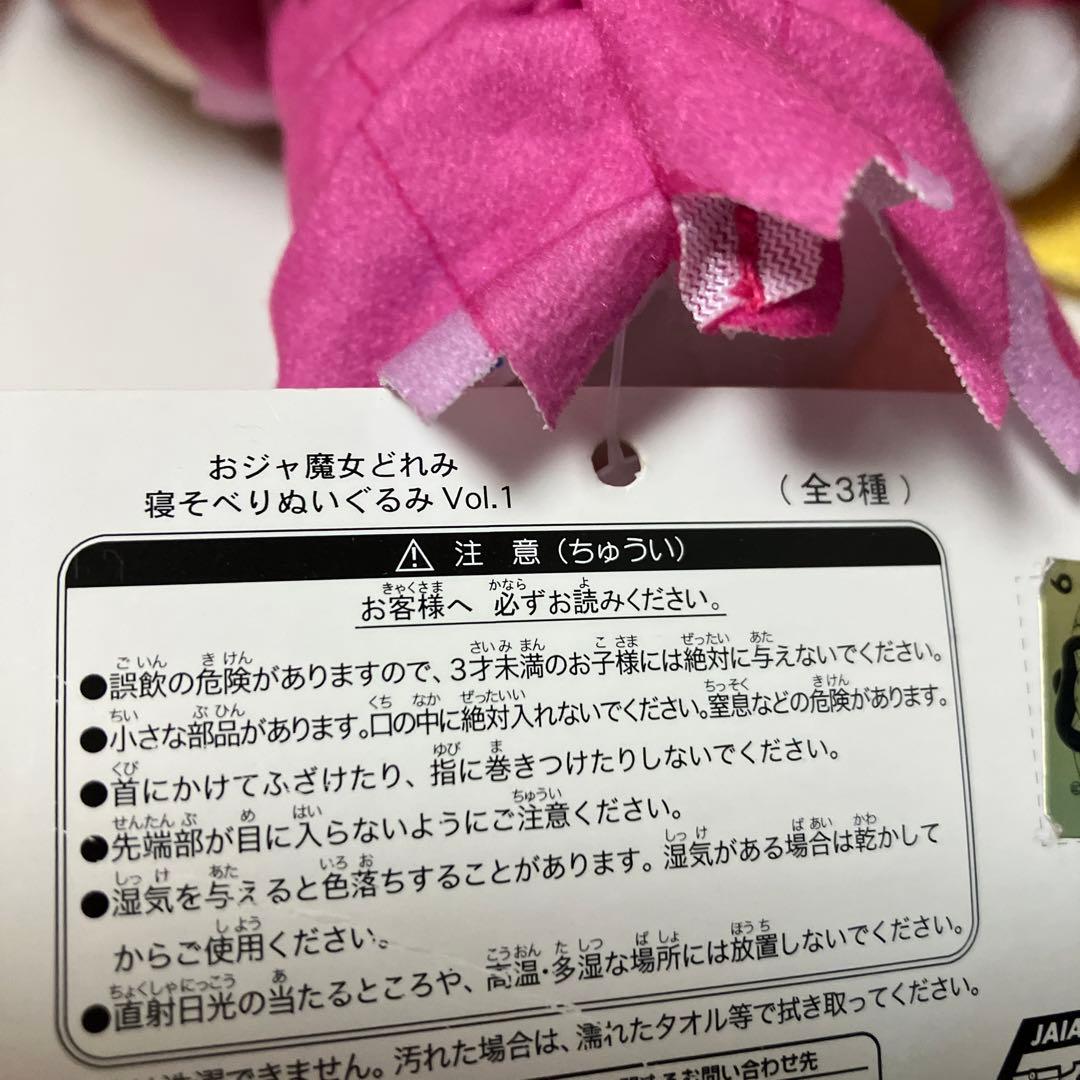 おジャ魔女どれみ
寝そべりぬいぐるみ Vol.1
(全3種)
⚠ 注 意(ちゅうい)
お客様へ 必ずお読みください。
●誤飲の危険がありますので、3才未満のお子様には絶対に与えないでください。
●小さな部品があります。口の中に絶対入れないでください。窒息などの危険があります。
●首にかけてふざけたり、指に巻きつけたりしないでください。
●先端部が目に入らないようにご注意ください。
●湿気を与えると色落ちすることがあります。湿気がある場合は乾かして
からご使用ください。
●直射日光の当たるところや、高温・多湿な場所には放置しないでください。
できません。汚れた場合は、濡れたタオル等で拭き取ってください。
お問い合わせ先
JAIA